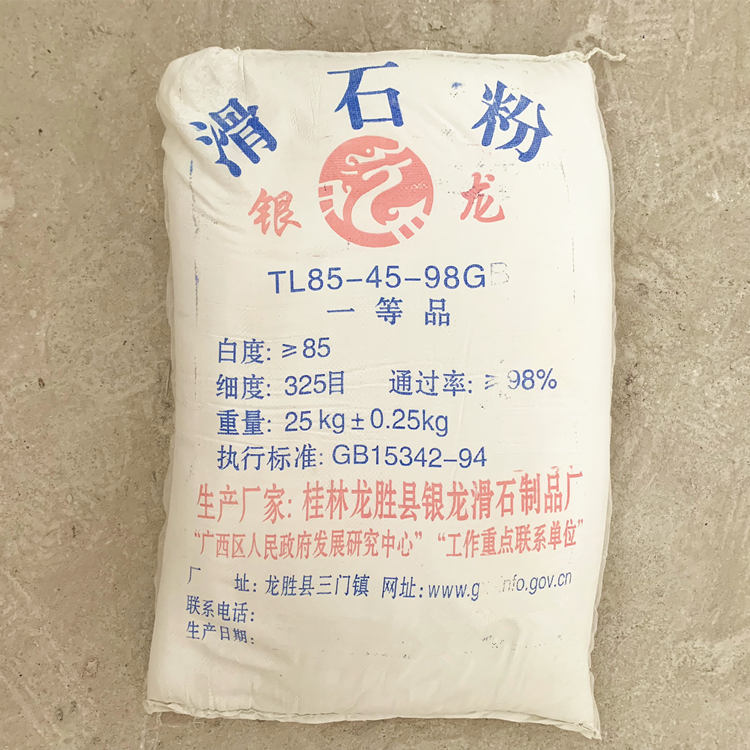 滑石粉
银龙
TL85-45-98GB
一等品
白度:≥85
细度:325目 通过率:≥98%
重量:25kg±0.25kg
执行标准:GB15342-94
生产厂家:桂林龙胜县银龙滑石制品厂
“广西区人民政府发展研究中心”“工作重点联系单位”
厂 址:龙胜县三门镇 网址:
联系电话:
生产日期: